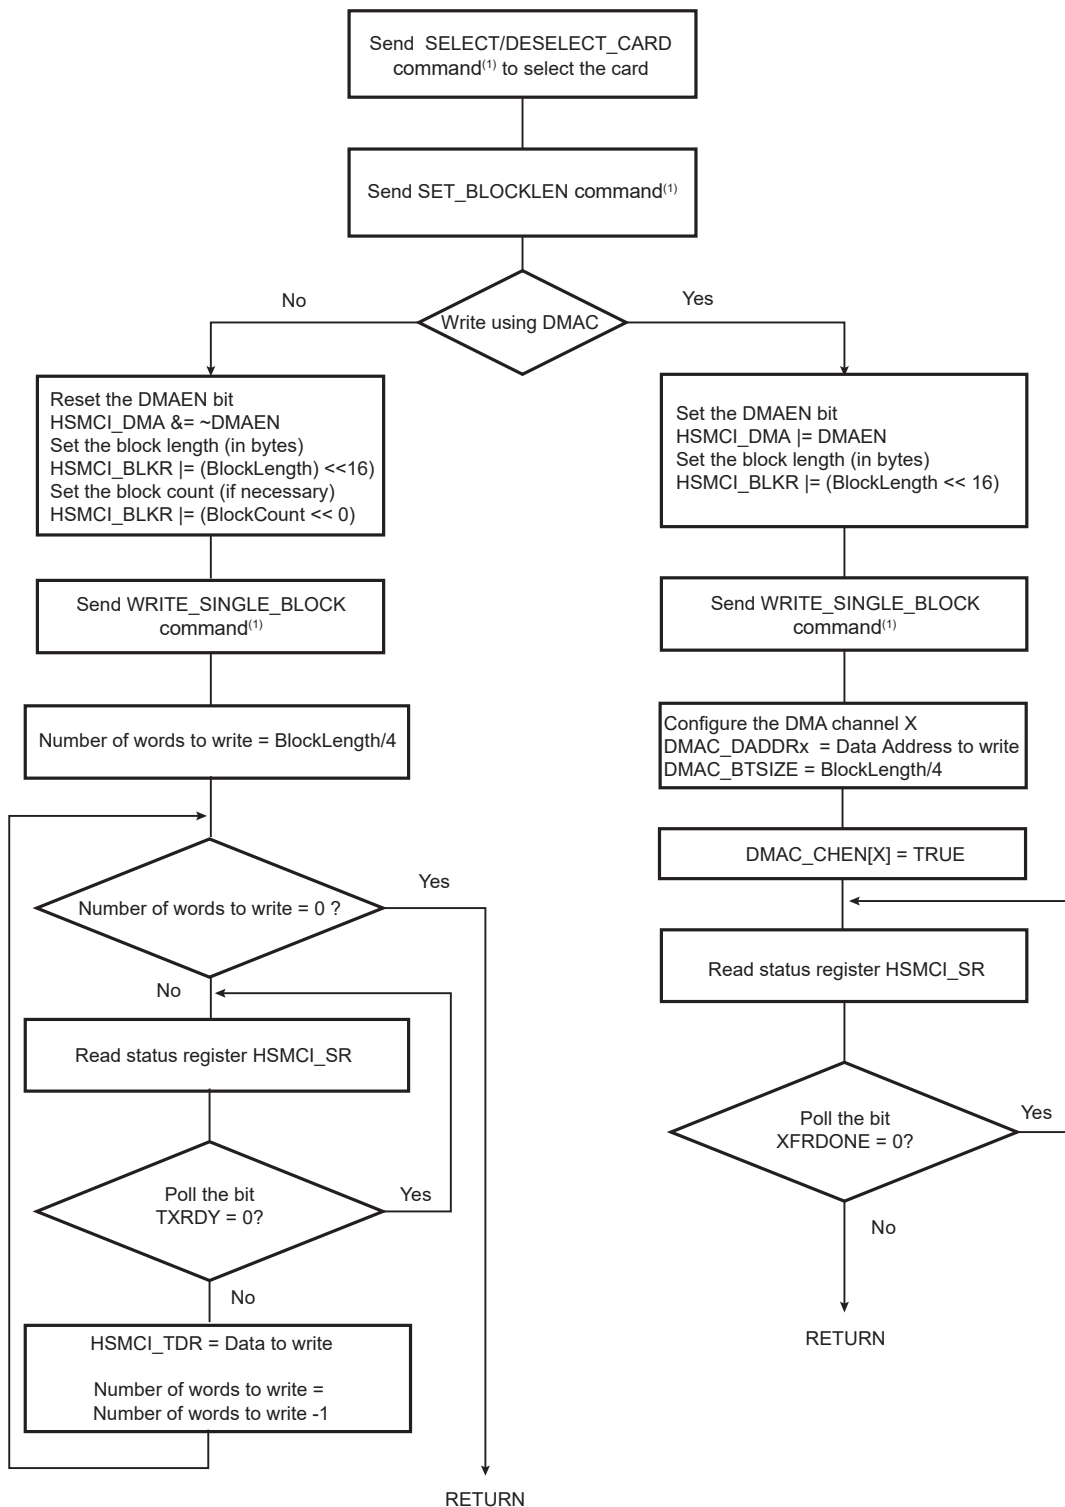 Send SELECT/DESELECT_CARD
command(1) to select the card
Send SET_BLOCKLEN command(1)
No
Yes
Write using DMAC
Reset the DMAEN bit
HSMCI_DMA &= ~DMAEN
Set the block length (in bytes)
HSMCI_BLKR |= (BlockLength) <<16)
Set the block count (if necessary)
HSMCI_BLKR |= (BlockCount << 0)
Send WRITE_SINGLE_BLOCK
command(1)
Number of words to write = BlockLength/4
Number of words to write = 0 ?
Yes
No
Read status register HSMCI_SR
Poll the bit
TXRDY = 0?
Yes
No
HSMCI_TDR = Data to write
Number of words to write =
Number of words to write -1
RETURN
Set the DMAEN bit
HSMCI_DMA |= DMAEN
Set the block length (in bytes)
HSMCI_BLKR |= (BlockLength << 16)
Send WRITE_SINGLE_BLOCK
command(1)
Configure the DMA channel X
DMAC_DADDRx = Data Address to write
DMAC_BTSIZE = BlockLength/4
DMAC_CHEN[X] = TRUE
Read status register HSMCI_SR
Poll the bit
XFRDONE = 0?
Yes
No
RETURN